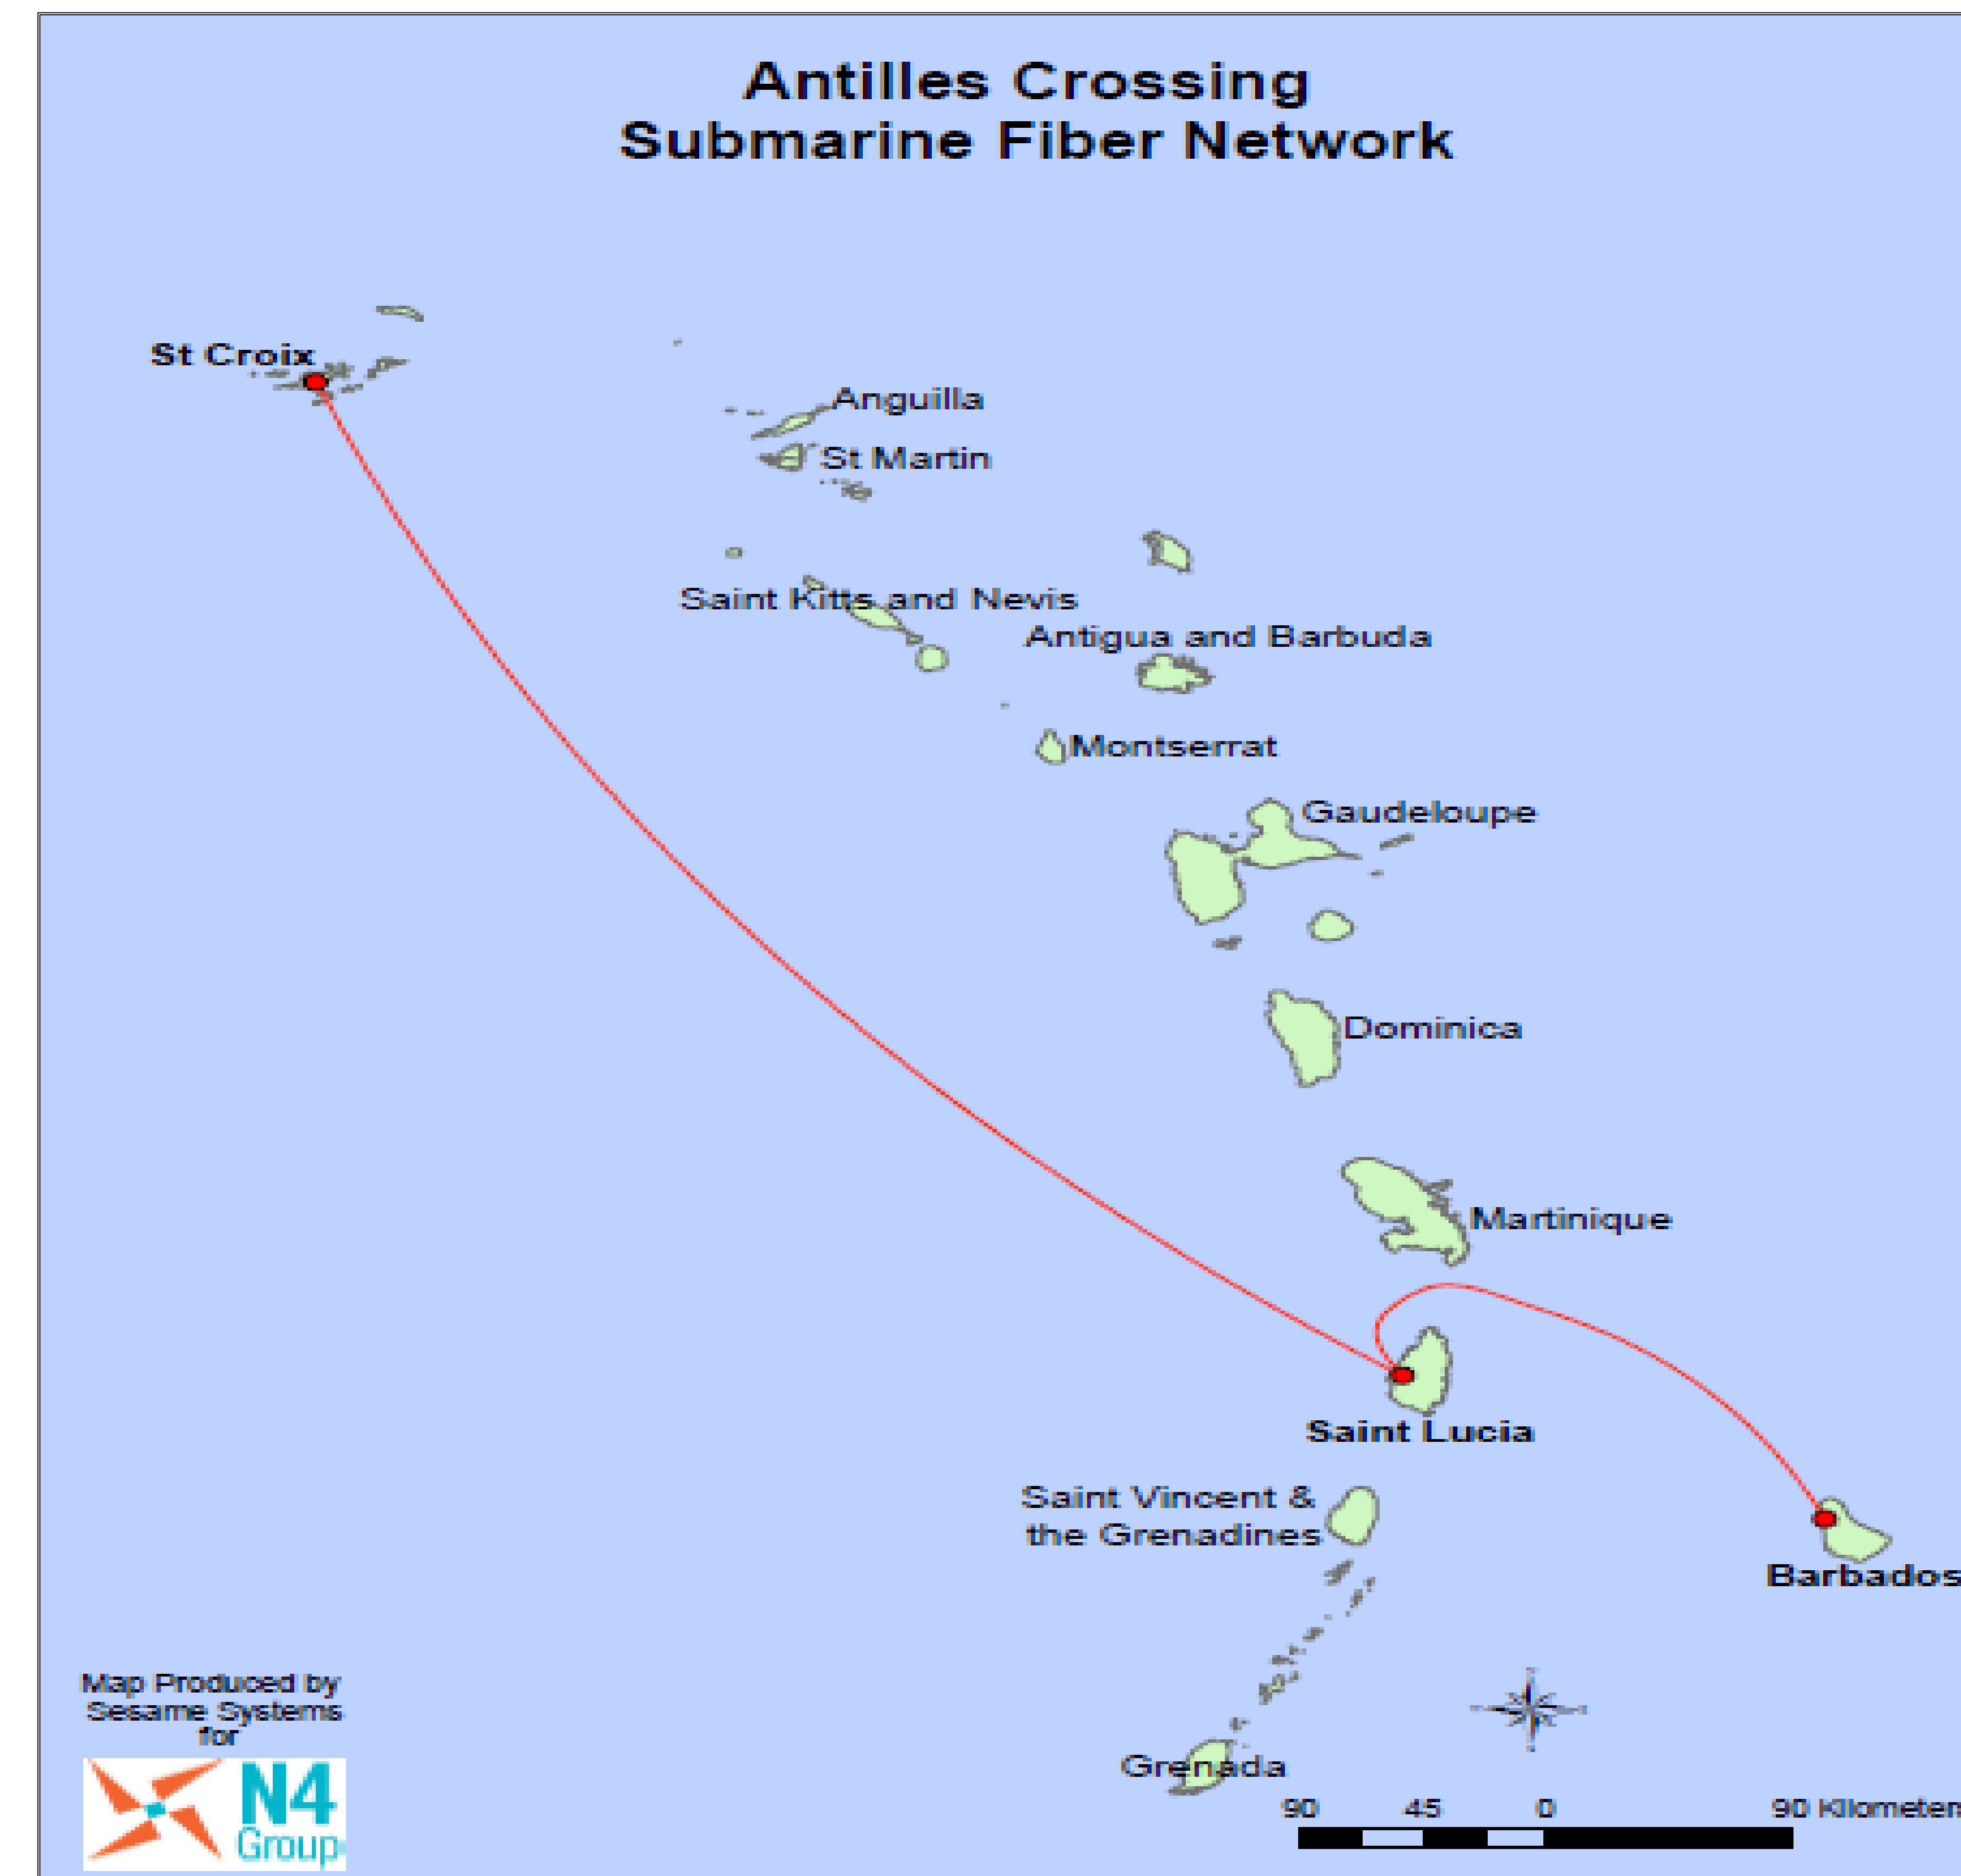 Antilles Crossing
Submarine Fiber Network
St Croix
Anguilla
St Martin
Saint Kitts and Nevis
Antigua and Barbuda
Montserrat
Gaudeloupe
Dominica
Martinique
Saint Lucia
Saint Vincent &
the Grenadines
Barbados
Map Produced by
Sesame Systems
for
N4
Group
Grenada
90 45 0 90 Kilometers